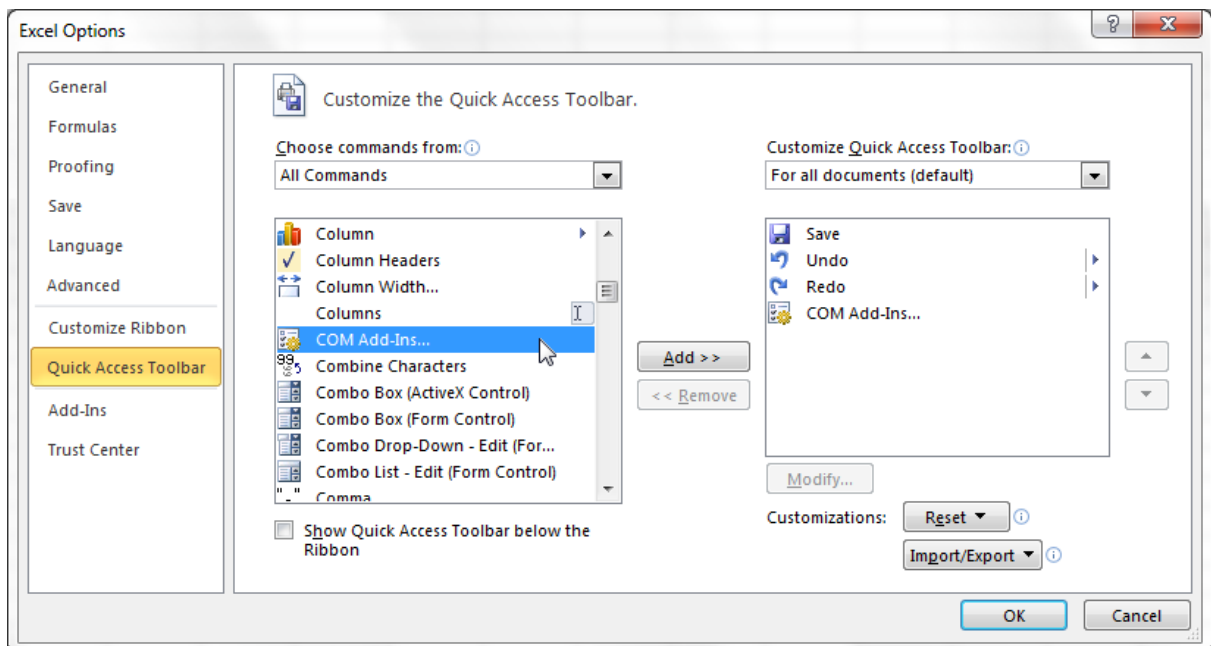 Excel Options
General
Formulas
Proofing
Save
Language
Advanced
Customize Ribbon
Quick Access Toolbar
Add-Ins
Trust Center
Customize the Quick Access Toolbar.
Choose commands from:
All Commands
Column
Column Headers
Column Width...
Columns
COM Add-Ins...
Combine Characters
Combo Box (ActiveX Control)
Combo Box (Form Control)
Combo Drop-Down - Edit (For...
Combo List - Edit (Form Control)
Comma
Show Quick Access Toolbar below the
Ribbon
Add >>
<< Remove
Customize Quick Access Toolbar:
For all documents (default)
Save
Undo
Redo
COM Add-Ins...
Modify...
Customizations: Reset
Import/Export
OK Cancel